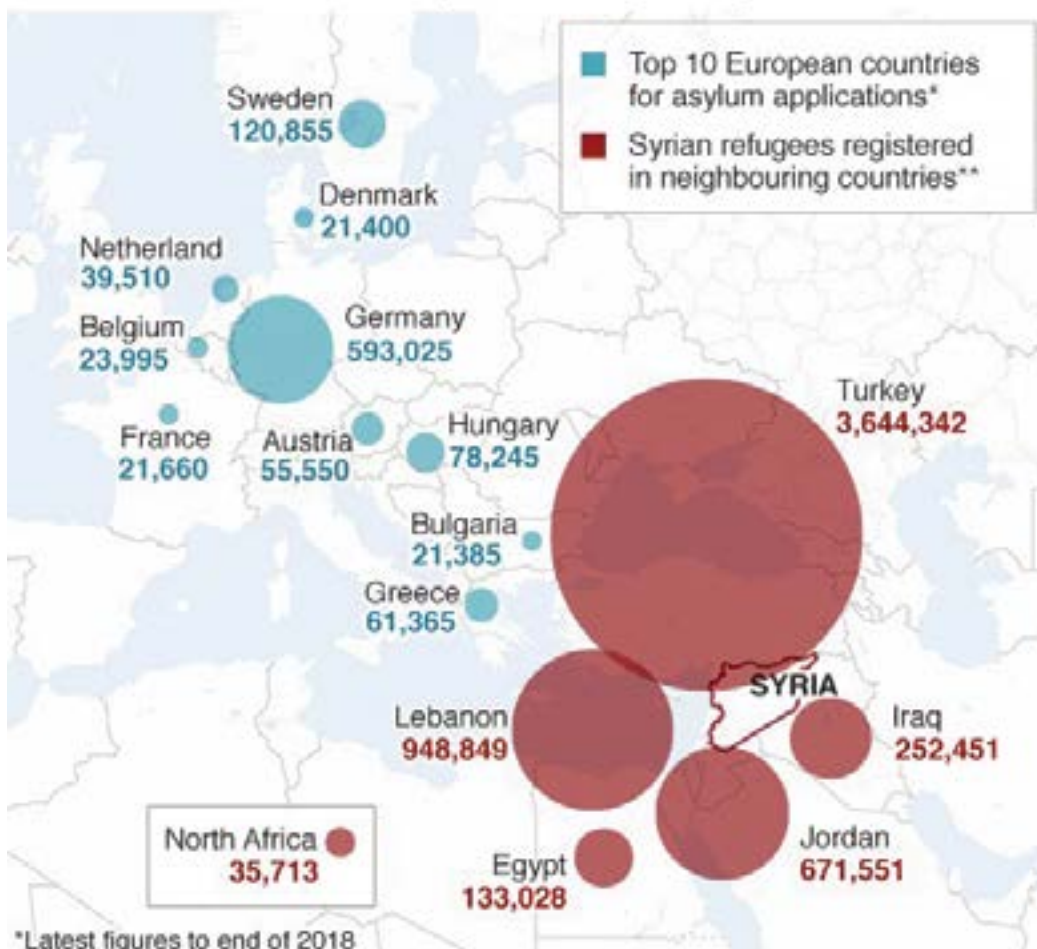 Top 10 European countries
for asylum applications*
Syrian refugees registered
in neighbouring countries**
Sweden
120,855
Denmark
21,400
Netherland
39,510
Belgium
23,995
Germany
593,025
France
21,660
Austria
55,550
Hungary
78,245
Bulgaria
21,385
Greece
61,365
Turkey
3,644,342
SYRIA
Lebanon
948,849
Iraq
252,451
Jordan
671,551
Egypt
133,028
North Africa
35,713
*Latest figures to end of 2018